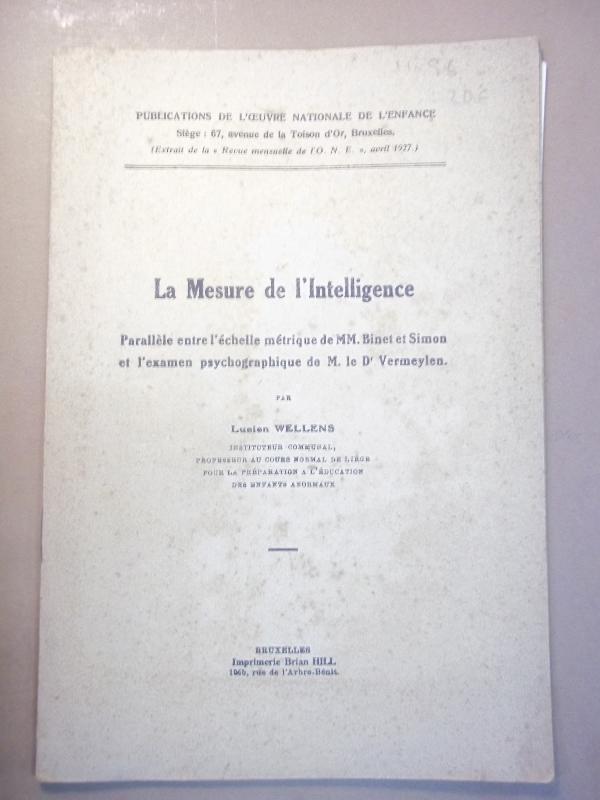 PUBLICATIONS DE L'ŒUVRE NATIONALE DE L'ENFANCE
Siège : 67, avenue de la Toison d'Or, Bruxelles.
(Extrait de la « Revue mensuelle de l'O. N. E. », avril 1927.)
La Mesure de l'Intelligence
Parallèle entre l'échelle métrique de MM. Binet et Simon
et l'examen psychographique de M. le Dr Vermeylen.
PAR
Lucien WELLENS
INSTITUTEUR COMMUNAL,
PROFESSEUR AU COURS NORMAL DE LIÉGE
POUR LA PRÉPARATION A L'ÉDUCATION
DES ENFANTS ANORMAUX
BRUXELLES
Imprimerie Brian HILL
rue de l'Arbre-Bénit.